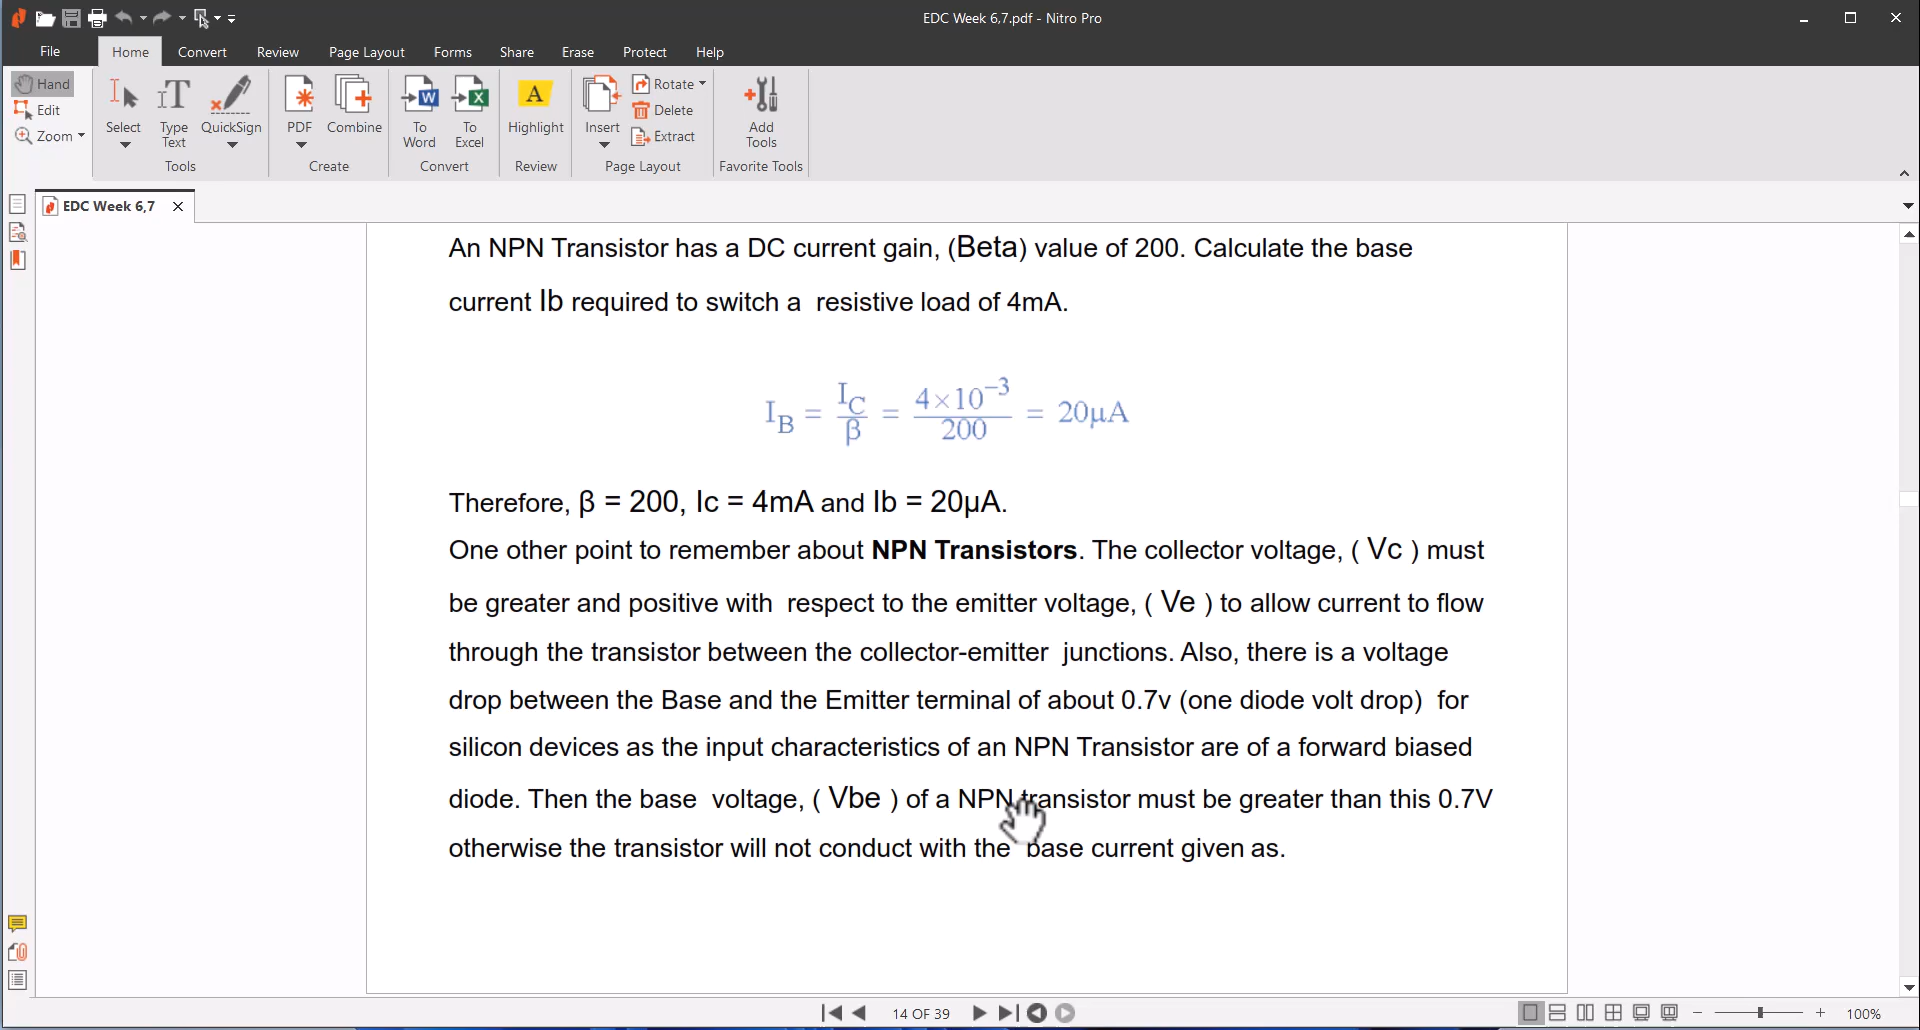 EDC Week 6,7.pdf - Nitro Pro
File Home Convert Review Page Layout Forms Share Erase Protect Help
Hand
Edit
Zoom
Select
Type Text
QuickSign
Tools
PDF
Combine
Create
To Word
To Excel
Convert
Highlight
Review
Insert
Rotate
Delete
Extract
Page Layout
Add Tools
Favorite Tools
EDC Week 6,7
An NPN Transistor has a DC current gain, (Beta) value of 200. Calculate the base
current Ib required to switch a resistive load of 4mA.
I_B = I_C/β = 4×10⁻³/200 = 20µA
Therefore, β = 200, Ic = 4mA and Ib = 20µA.
One other point to remember about NPN Transistors. The collector voltage, ( Vc ) must
be greater and positive with respect to the emitter voltage, ( Ve ) to allow current to flow
through the transistor between the collector-emitter junctions. Also, there is a voltage
drop between the Base and the Emitter terminal of about 0.7v (one diode volt drop) for
silicon devices as the input characteristics of an NPN Transistor are of a forward biased
diode. Then the base voltage, ( Vbe ) of a NPN transistor must be greater than this 0.7V
otherwise the transistor will not conduct with the base current given as.
14 OF 39
100%